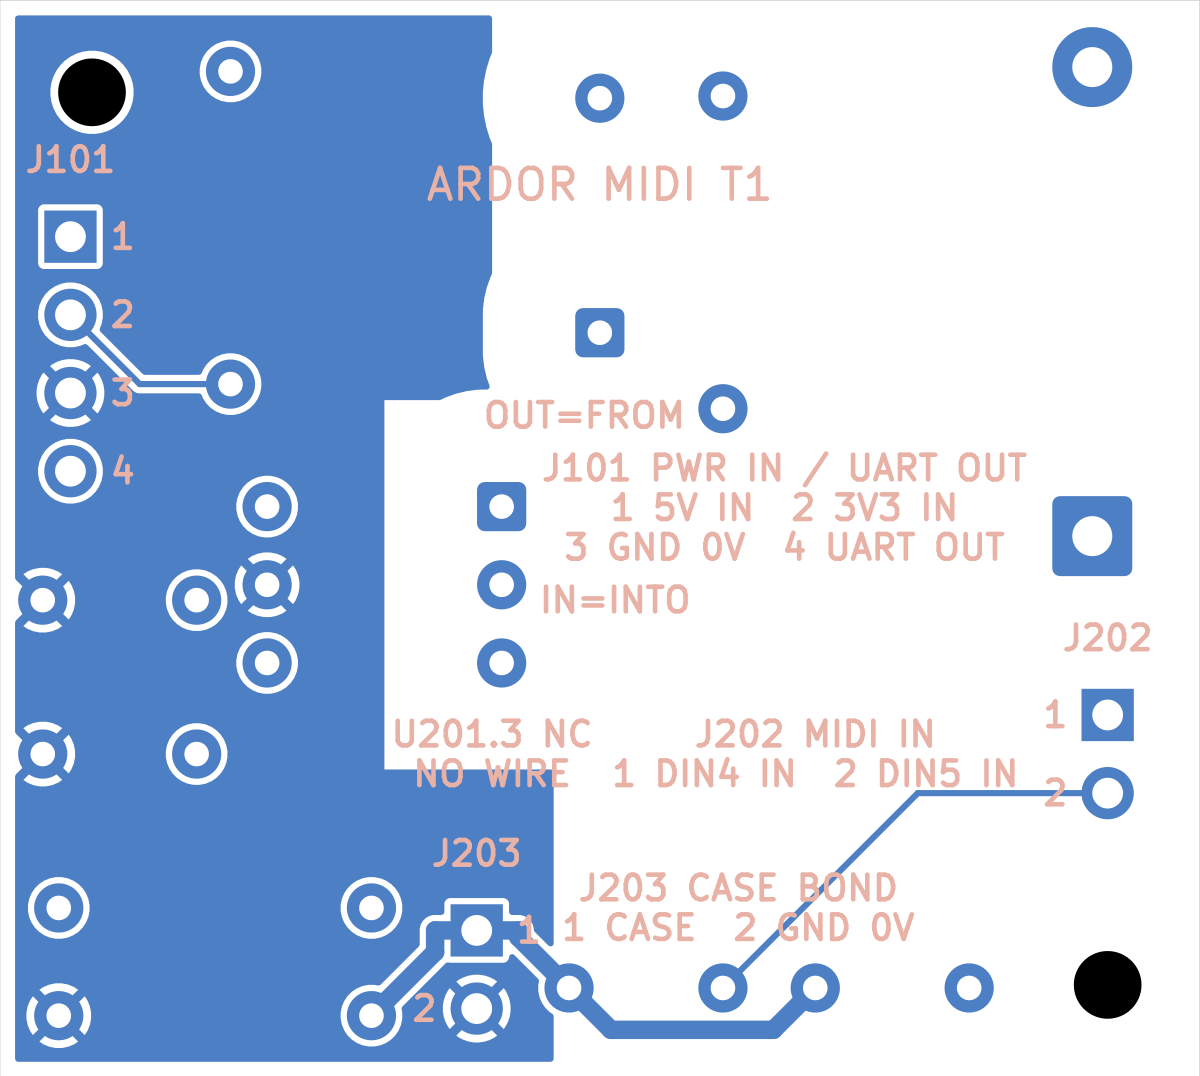 J101
ARDOR MIDI T1
1
2
3
4
OUT=FROM
J101 PWR IN / UART OUT
1 5V IN  2 3V3 IN
3 GND 0V  4 UART OUT
IN=INTO
J202
1
2
U201.3 NC
NO WIRE
J202 MIDI IN
1 DIN4 IN  2 DIN5 IN
J203
1
2
J203 CASE BOND
1 CASE  2 GND 0V